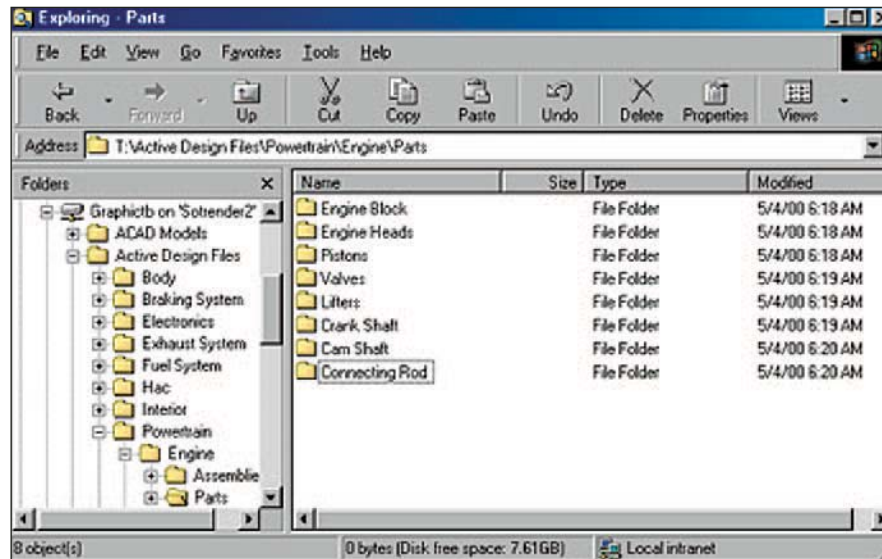 Exploring - Parts
File Edit View Go Favorites Tools Help
Back Forward Up Cut Copy Paste Undo Delete Properties Views
Address T:\Active Design Files\Powertrain\Engine\Parts
Folders
Graphictb on 'Sotrender2'
ACAD Models
Active Design Files
Body
Braking System
Electronics
Exhaust System
Fuel System
Hac
Interior
Powertrain
Engine
Assemblie
Parts
Name Size Type Modified
Engine Block File Folder 5/4/00 6:18 AM
Engine Heads File Folder 5/4/00 6:18 AM
Pistons File Folder 5/4/00 6:18 AM
Valves File Folder 5/4/00 6:19 AM
Lifters File Folder 5/4/00 6:19 AM
Crank Shaft File Folder 5/4/00 6:19 AM
Cam Shaft File Folder 5/4/00 6:20 AM
Connecting Rod File Folder 5/4/00 6:20 AM
8 object(s) 0 bytes (Disk free space: 7.61GB) Local intranet